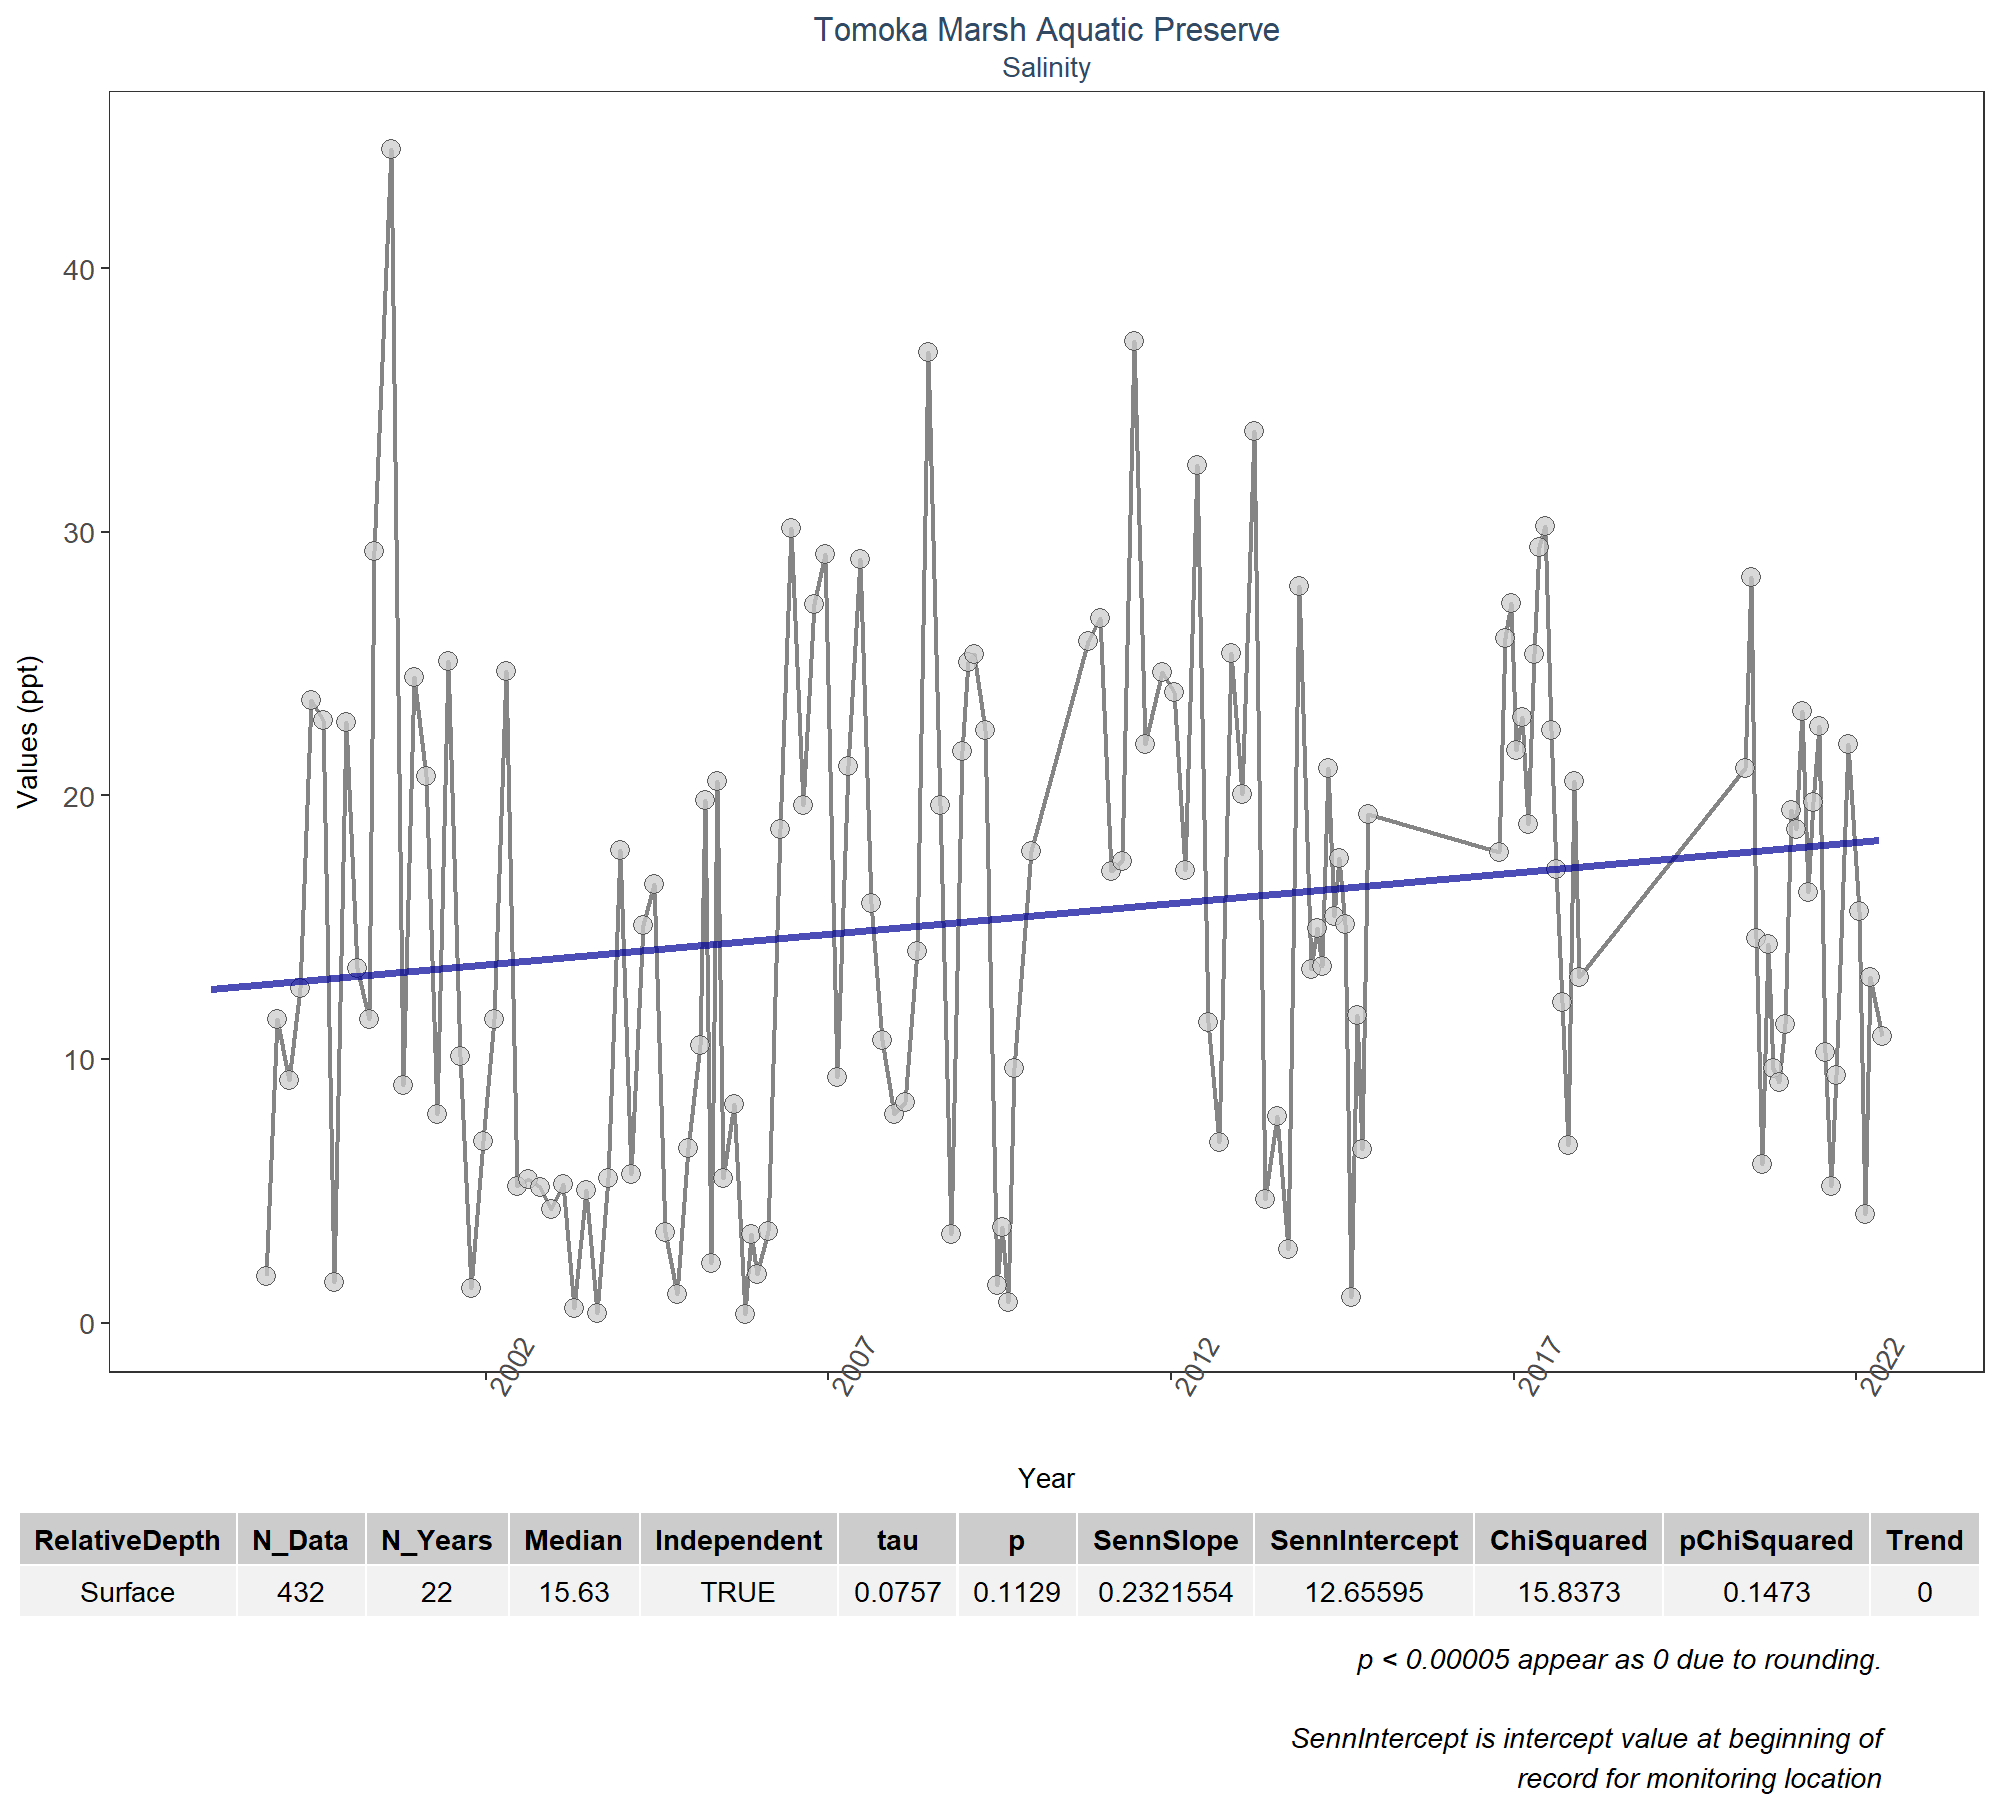 Tomoka Marsh Aquatic Preserve
Salinity
Values (ppt)
40
30
20
10
0
2002 2007 2012 2017 2022
Year
RelativeDepth N_Data N_Years Median Independent tau p SennSlope SennIntercept ChiSquared pChiSquared Trend
Surface 432 22 15.63 TRUE 0.0757 0.1129 0.2321554 12.65595 15.8373 0.1473 0
p < 0.00005 appear as 0 due to rounding.
SennIntercept is intercept value at beginning of
record for monitoring location